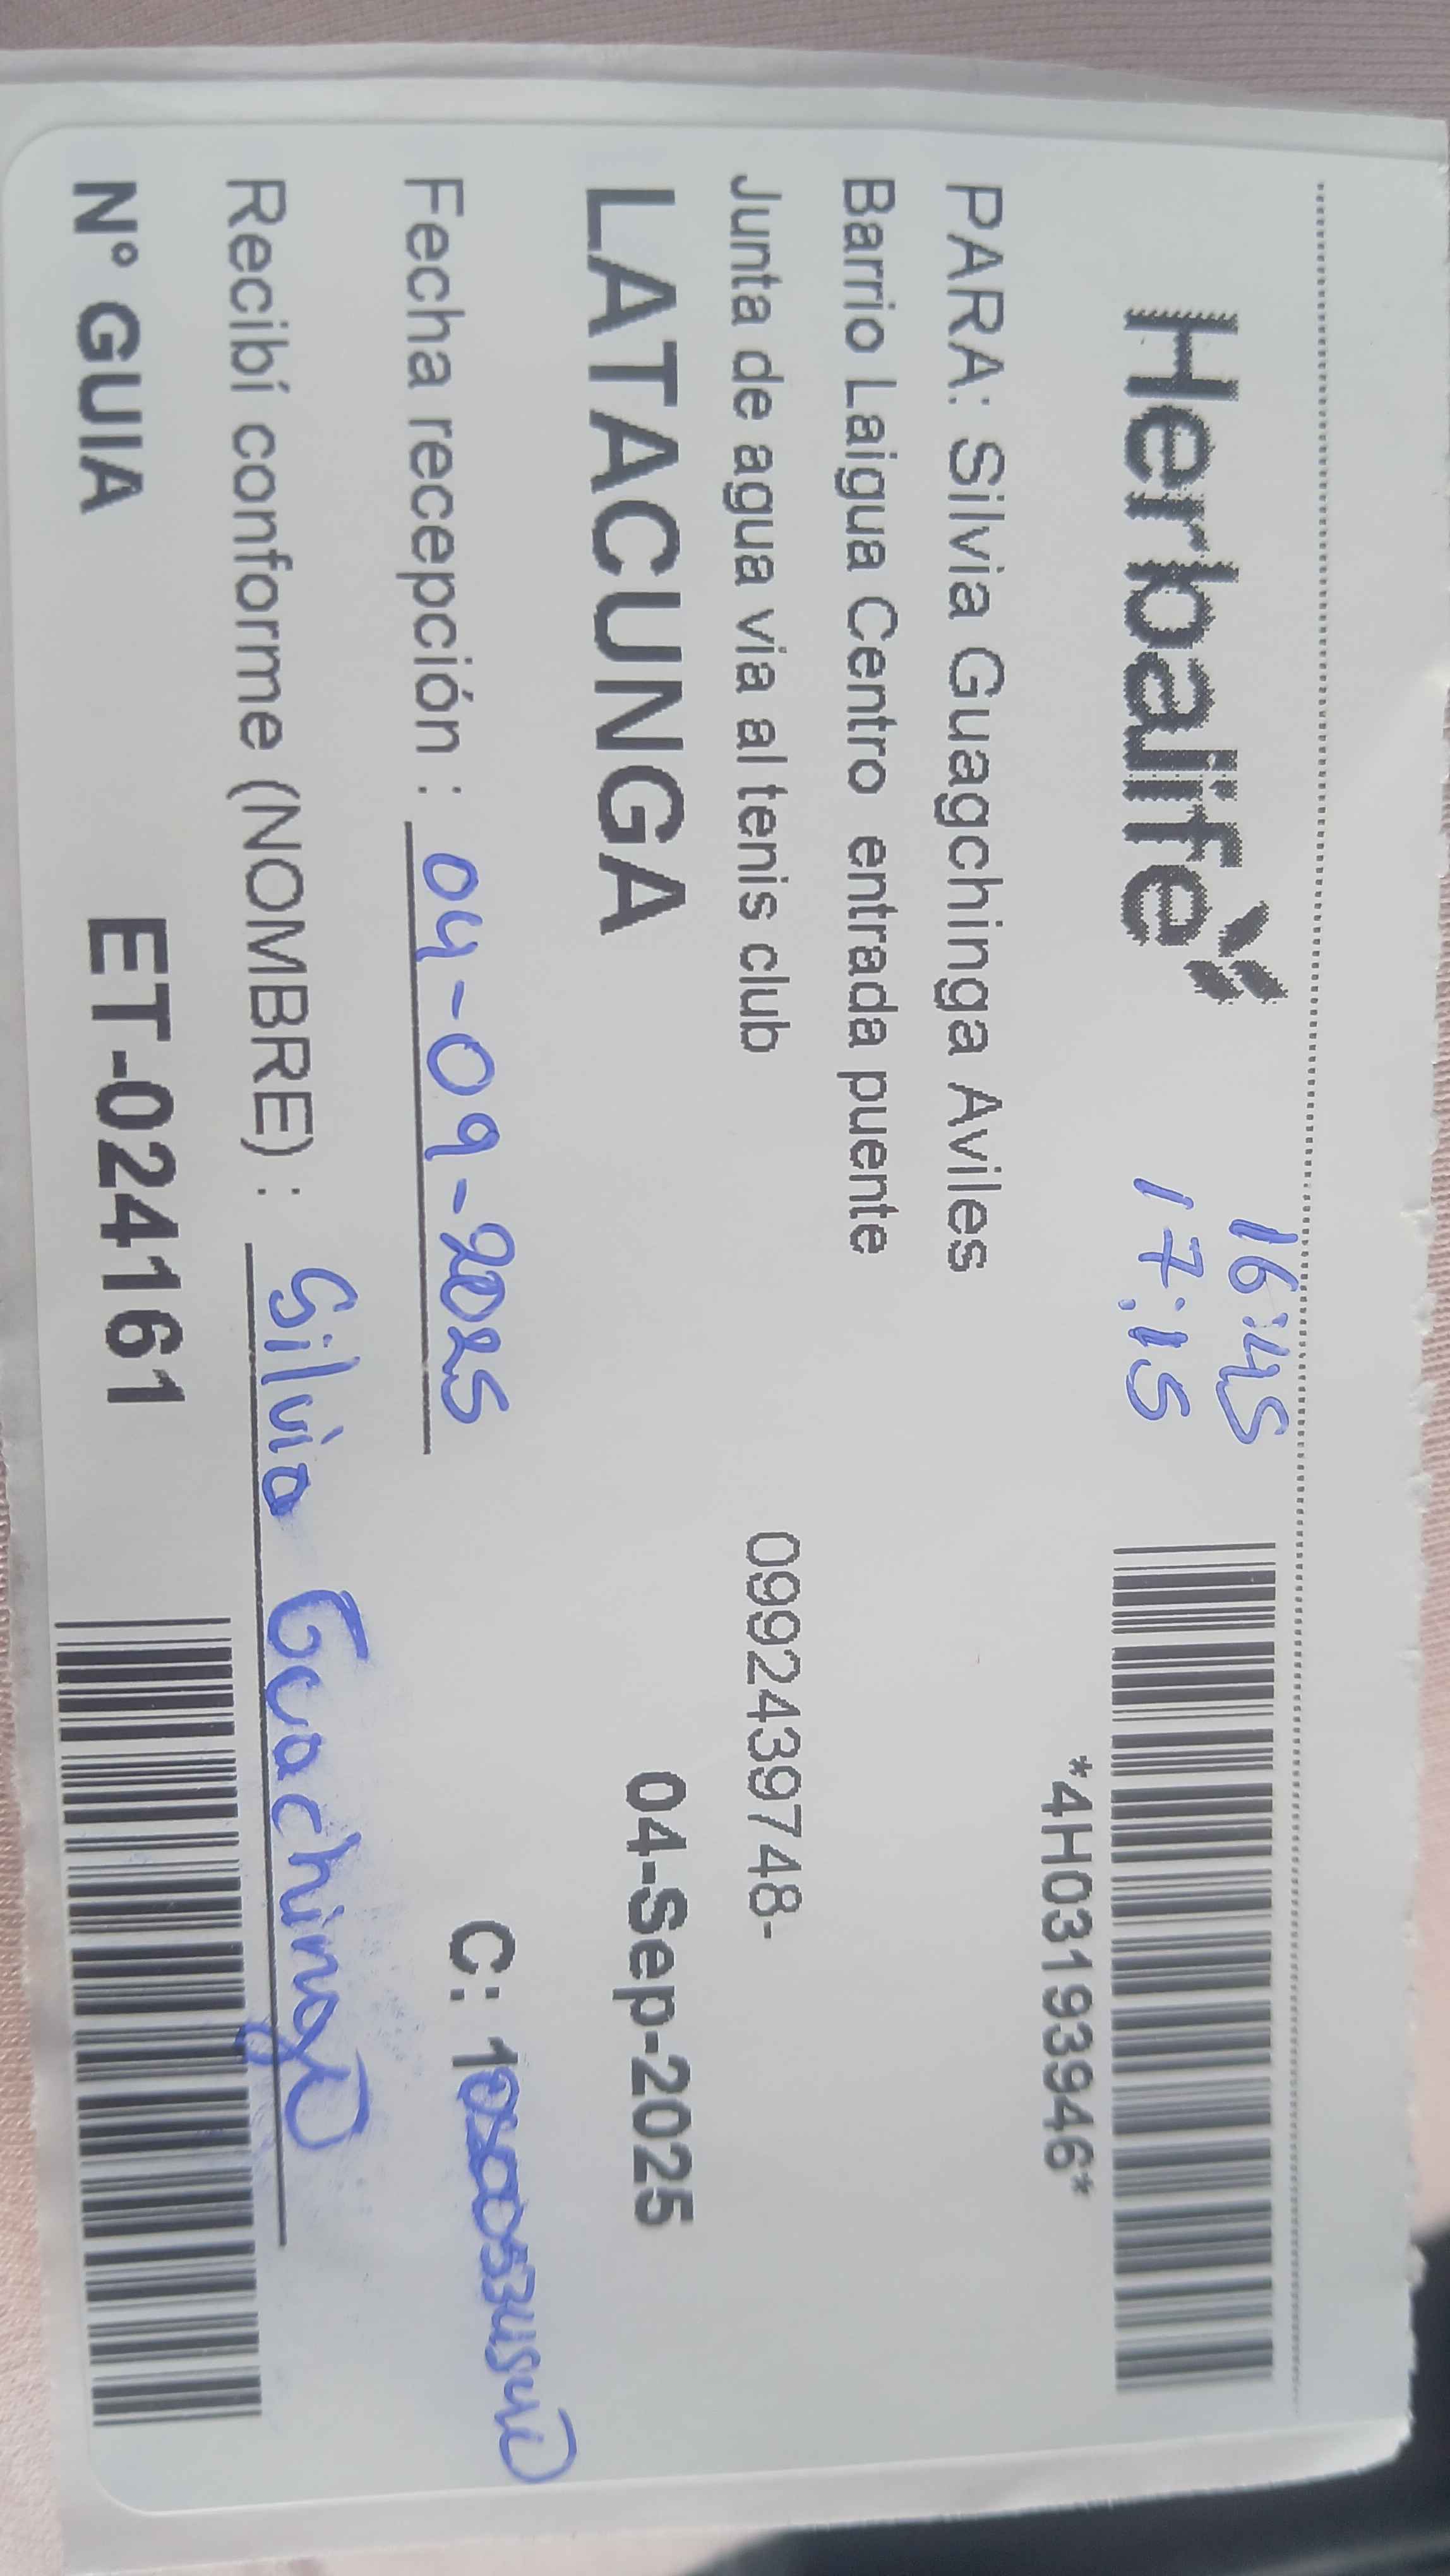 Herbalife
16:45
17:15
*4H03193946*
PARA: Silvia Guagchinga Aviles
Barrio Laigua Centro entrada puente
Junta de agua via al tenis club 0992439748-
LATACUNGA 04-Sep-2025
Fecha recepción : 04-09-2025 C: 1
Recibí conforme (NOMBRE) : Silvia Guachinga
N° GUIA ET-024161